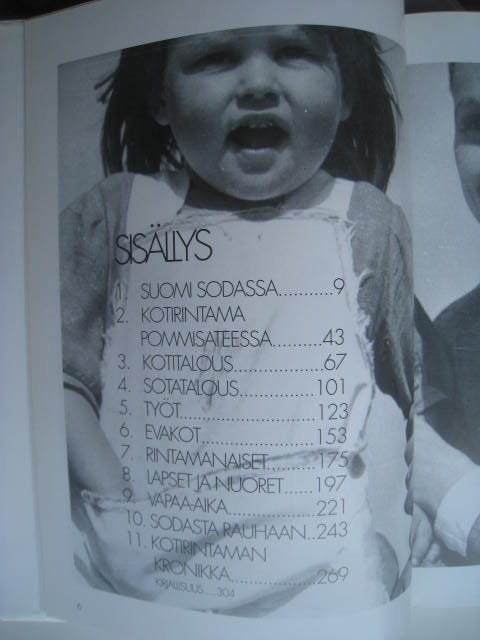 SISÄLLYS
1. SUOMI SODASSA..........9
2. KOTIRINTAMA
POMMISATEESSA.........43
3. KOTITALOUS................67
4. SOTATALOUS..............101
5. TYÖT........................123
6. EVAKOT....................153
7. RINTAMANAISET.........175
8. LAPSET JA NUORET.....197
9. VAPAA-AIKA...............221
10. SODASTA RAUHAAN..243
11. KOTIRINTAMAN
KRONIKKA...............269
KIRJALLISUUS.....304
6